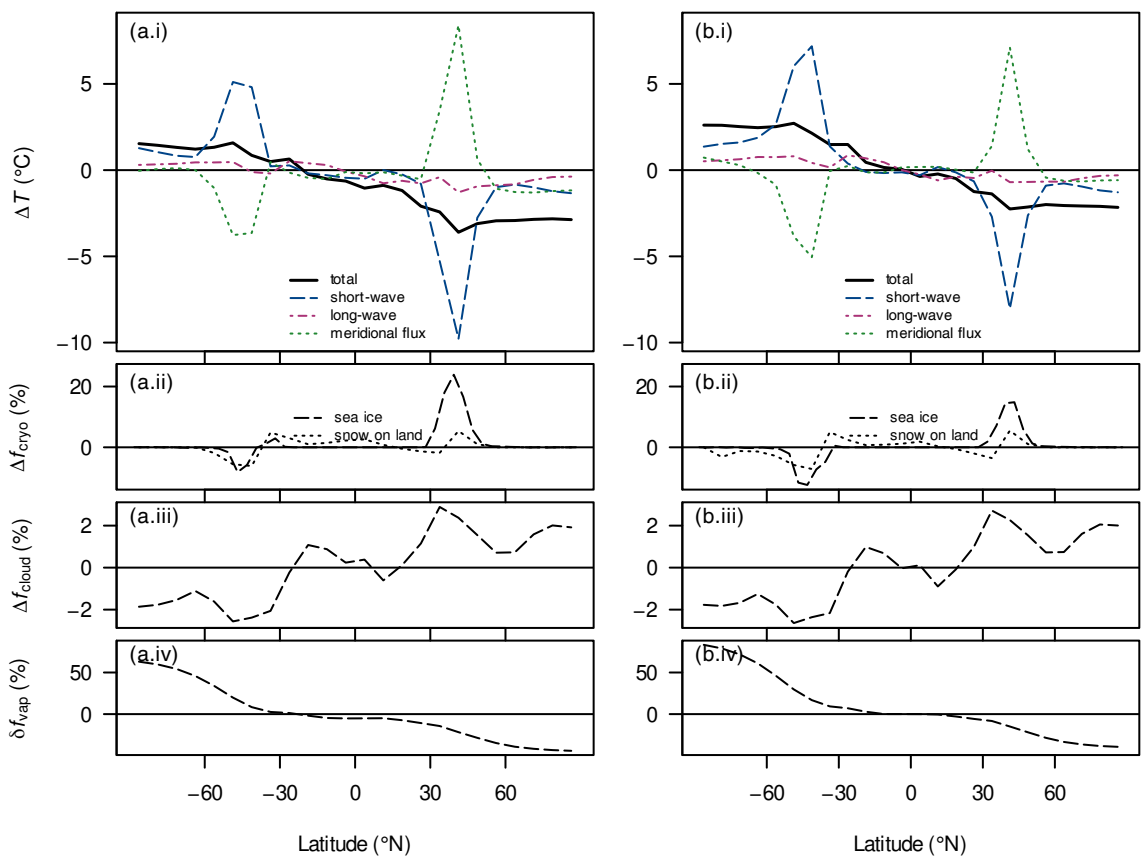 (a.i)
5
0
−5
−10
ΔT (°C)
total
short-wave
long-wave
meridional flux
(b.i)
5
0
−5
−10
total
short-wave
long-wave
meridional flux
(a.ii)
20
0
Δfcryo (%)
sea ice
snow on land
(b.ii)
20
0
sea ice
snow on land
(a.iii)
2
0
−2
Δfcloud (%)
(b.iii)
2
0
−2
(a.iv)
50
0
δfvap (%)
(b.iv)
50
0
−60 −30 0 30 60
Latitude (°N)
−60 −30 0 30 60
Latitude (°N)